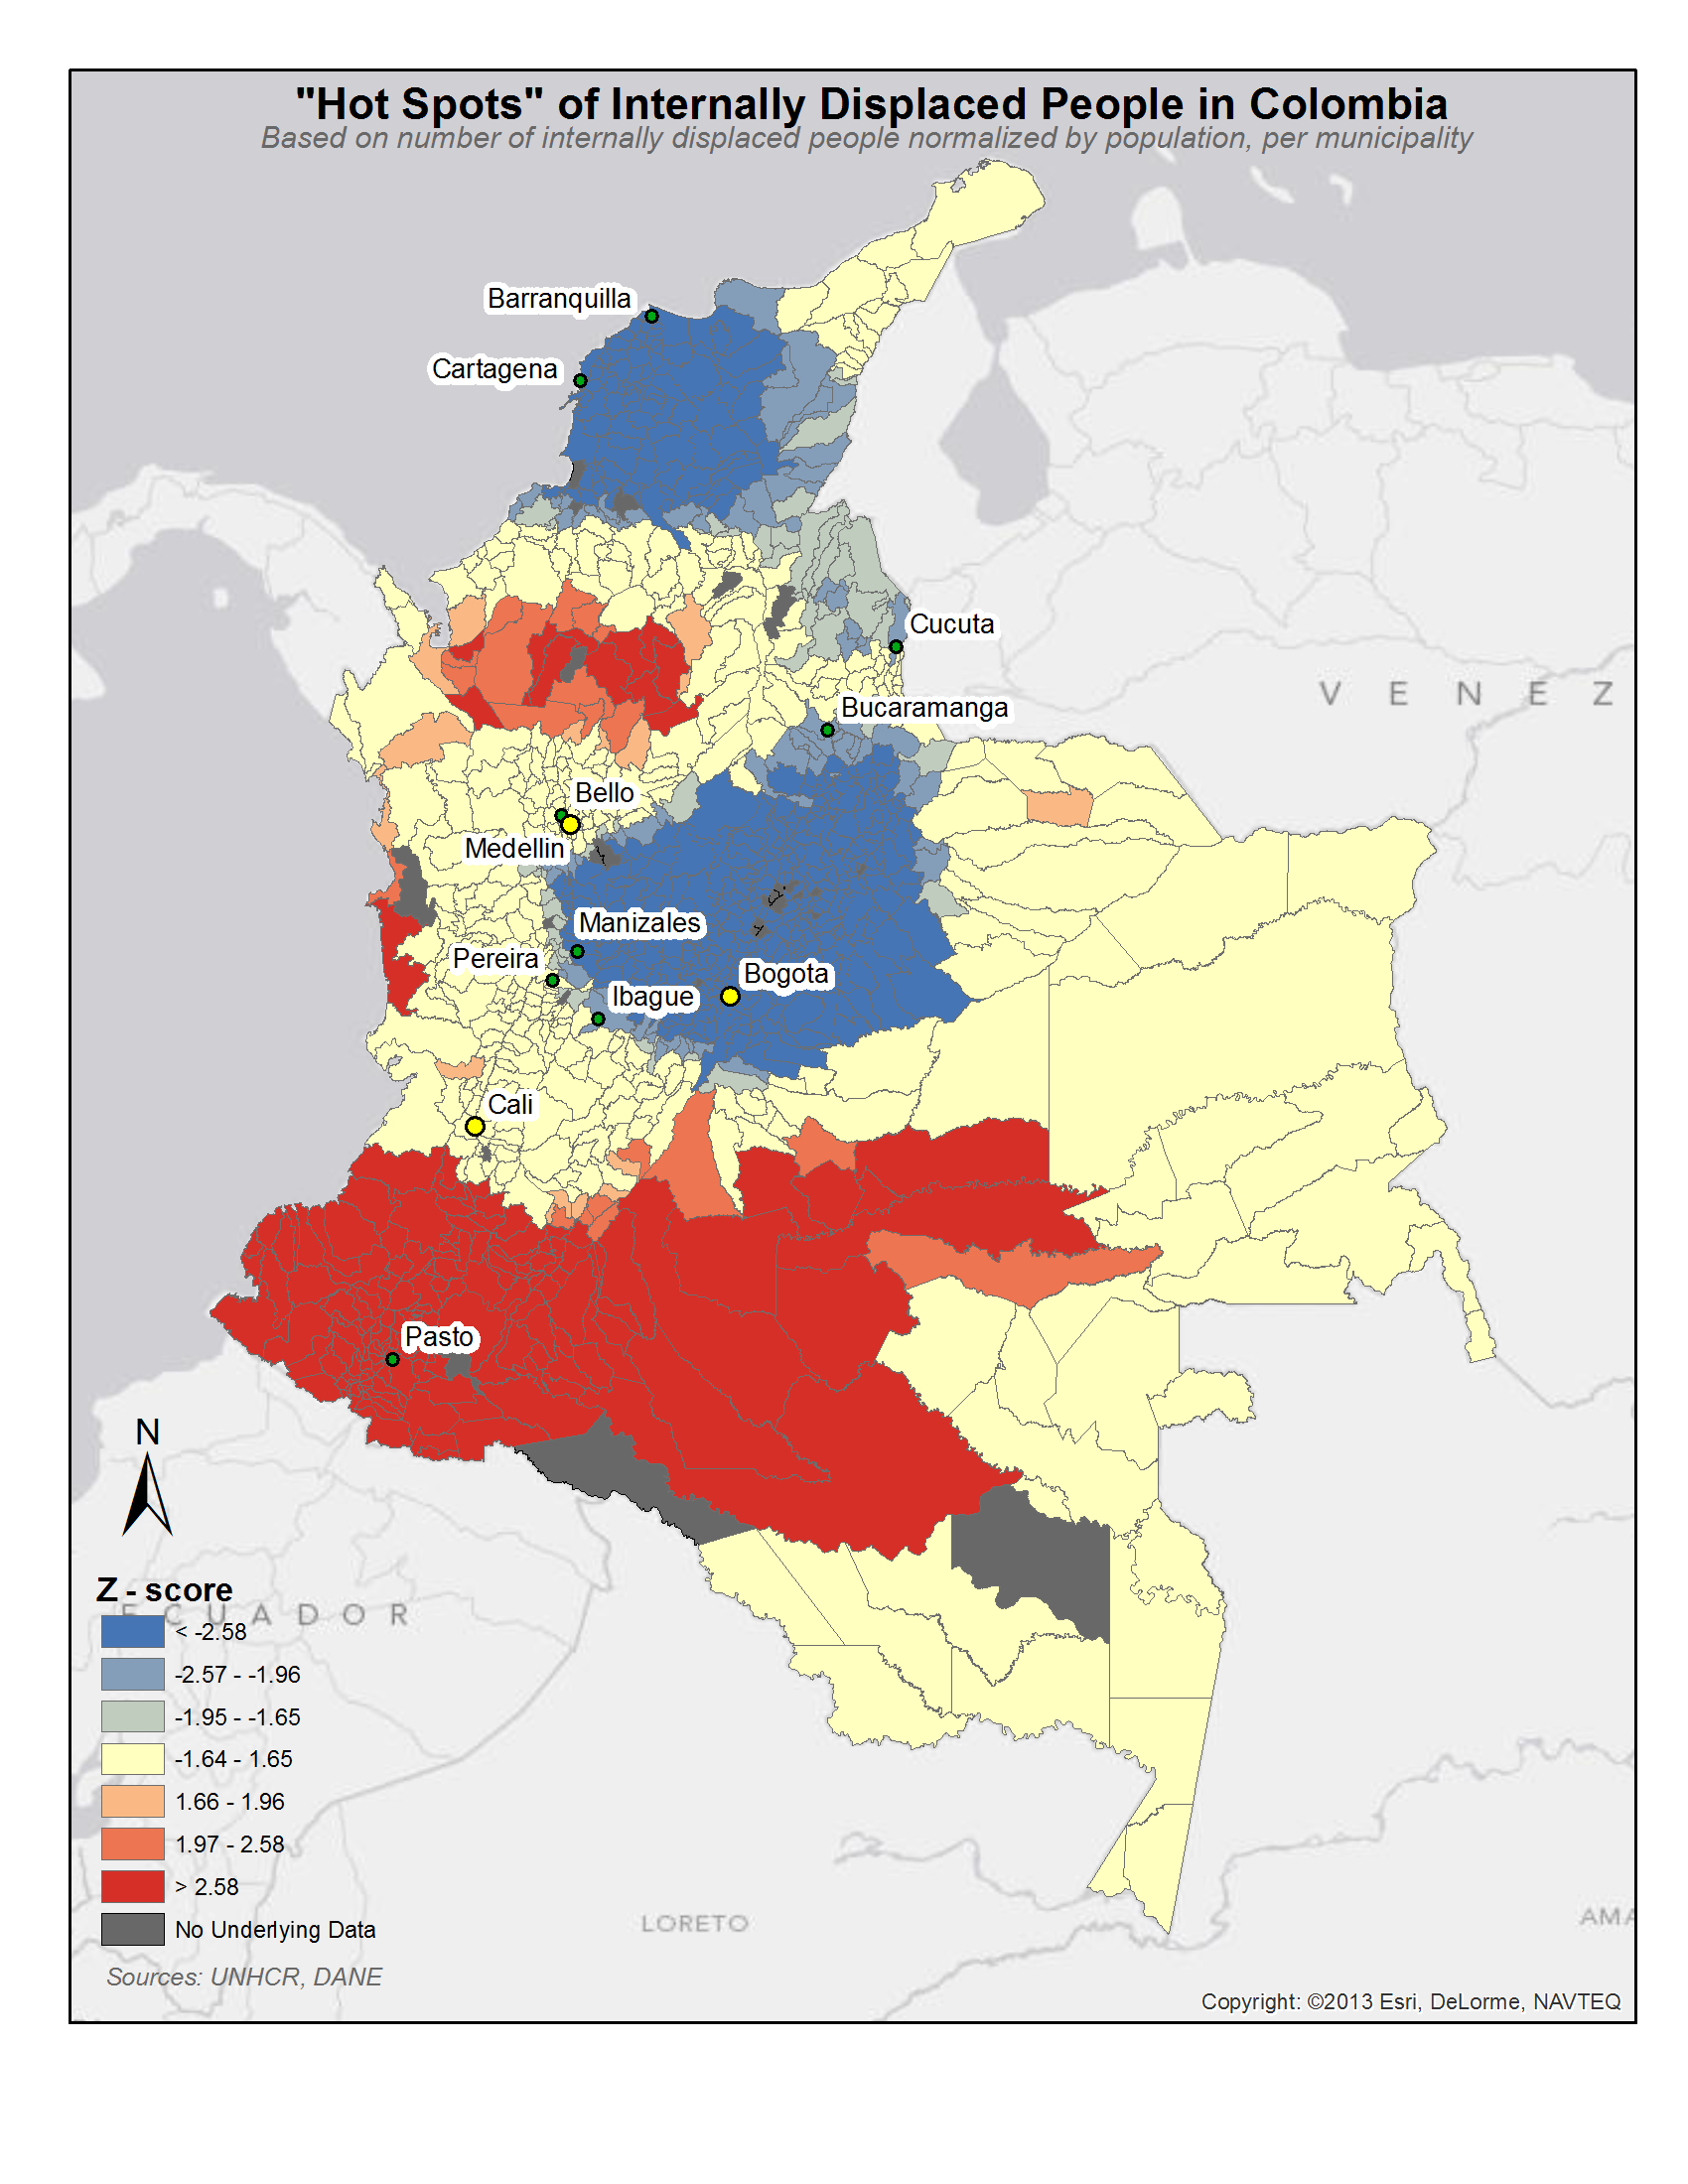 "Hot Spots" of Internally Displaced People in Colombia
Based on number of internally displaced people normalized by population, per municipality
Barranquilla
Cartagena
Cucuta
VENEZ
Bucaramanga
Bello
Medellin
Manizales
Pereira
Bogota
Ibague
Cali
Pasto
N
Z - score
ECUADOR
< -2.58
-2.57 - -1.96
-1.95 - -1.65
-1.64 - 1.65
1.66 - 1.96
1.97 - 2.58
> 2.58
No Underlying Data
LORETO
AMA
Sources: UNHCR, DANE
Copyright: ©2013 Esri, DeLorme, NAVTEQ